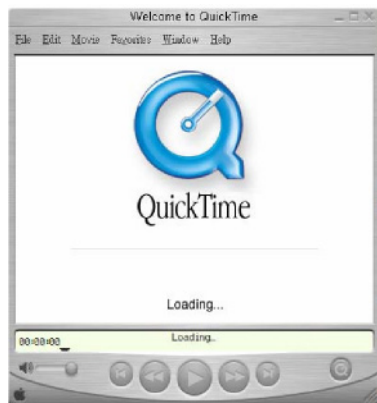 Welcome to QuickTime
File Edit Movie Favorites Window Help
QuickTime
Loading...
00:00:00 Loading..